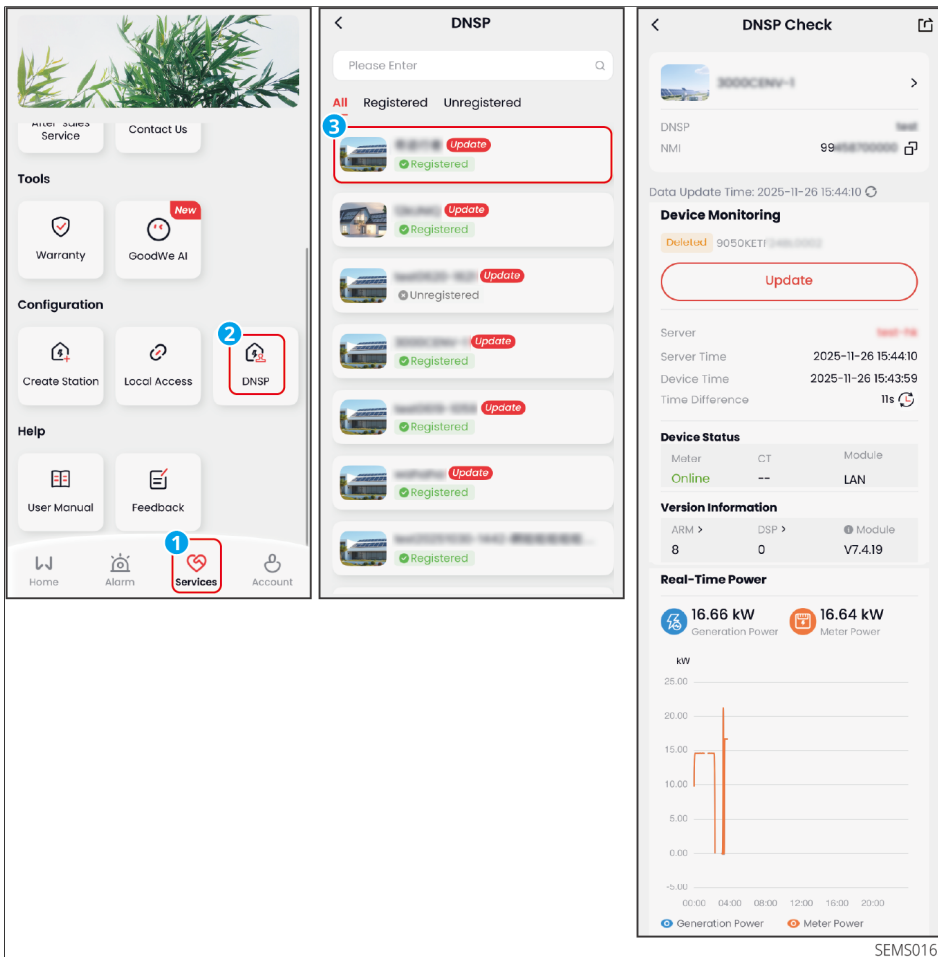 After-sales
Service
Contact Us
Tools
Warranty
New
GoodWe AI
Configuration
2
Create Station
Local Access
DNSP
Help
User Manual
Feedback
1
Home
Alarm
Services
Account
DNSP
Please Enter
All Registered Unregistered
3
Update
Registered
Update
Registered
Update
Unregistered
Update
Registered
Update
Registered
Update
Registered
Registered
DNSP Check
3000CENV-1
DNSP
NMI 99
Data Update Time: 2025-11-26 15:44:10
Device Monitoring
Deleted 9050KETF
Update
Server
Server Time 2025-11-26 15:44:10
Device Time 2025-11-26 15:43:59
Time Difference 11s
Device Status
Meter CT Module
Online -- LAN
Version Information
ARM > DSP > Module
8 0 V7.4.19
Real-Time Power
16.66 kW 16.64 kW
Generation Power Meter Power
kW
25.00
20.00
15.00
10.00
5.00
0.00
-5.00
00:00 04:00 08:00 12:00 16:00 20:00
Generation Power Meter Power
SEMS016